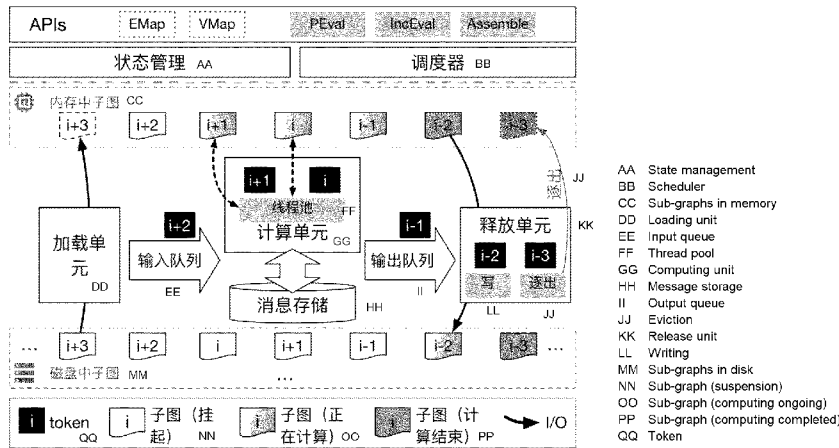 APIs EMap VMap PEval IncEval Assemble
状态管理 AA 调度器 BB
内存中子图 CC
i+3 i+2 i+1 i i-1 i-2 i-3
逐出 JJ
i+1 i
线程池 FF
计算单元 GG
加载单
元 DD
i+2
输入队列
EE
消息存储 HH
i-1
输出队列
II
释放单元 KK
i-2 i-3
写 逐出
LL JJ
... i+3 i+2 i i+1 i-1 i-2 i-3 ...
磁盘中子图 MM ...
i token QQ
i 子图（挂
起） NN
i 子图（正
在计算）OO
i 子图（计
算结束）PP
I/O
AA State management
BB Scheduler
CC Sub-graphs in memory
DD Loading unit
EE Input queue
FF Thread pool
GG Computing unit
HH Message storage
II Output queue
JJ Eviction
KK Release unit
LL Writing
MM Sub-graphs in disk
NN Sub-graph (suspension)
OO Sub-graph (computing ongoing)
PP Sub-graph (computing completed)
QQ Token